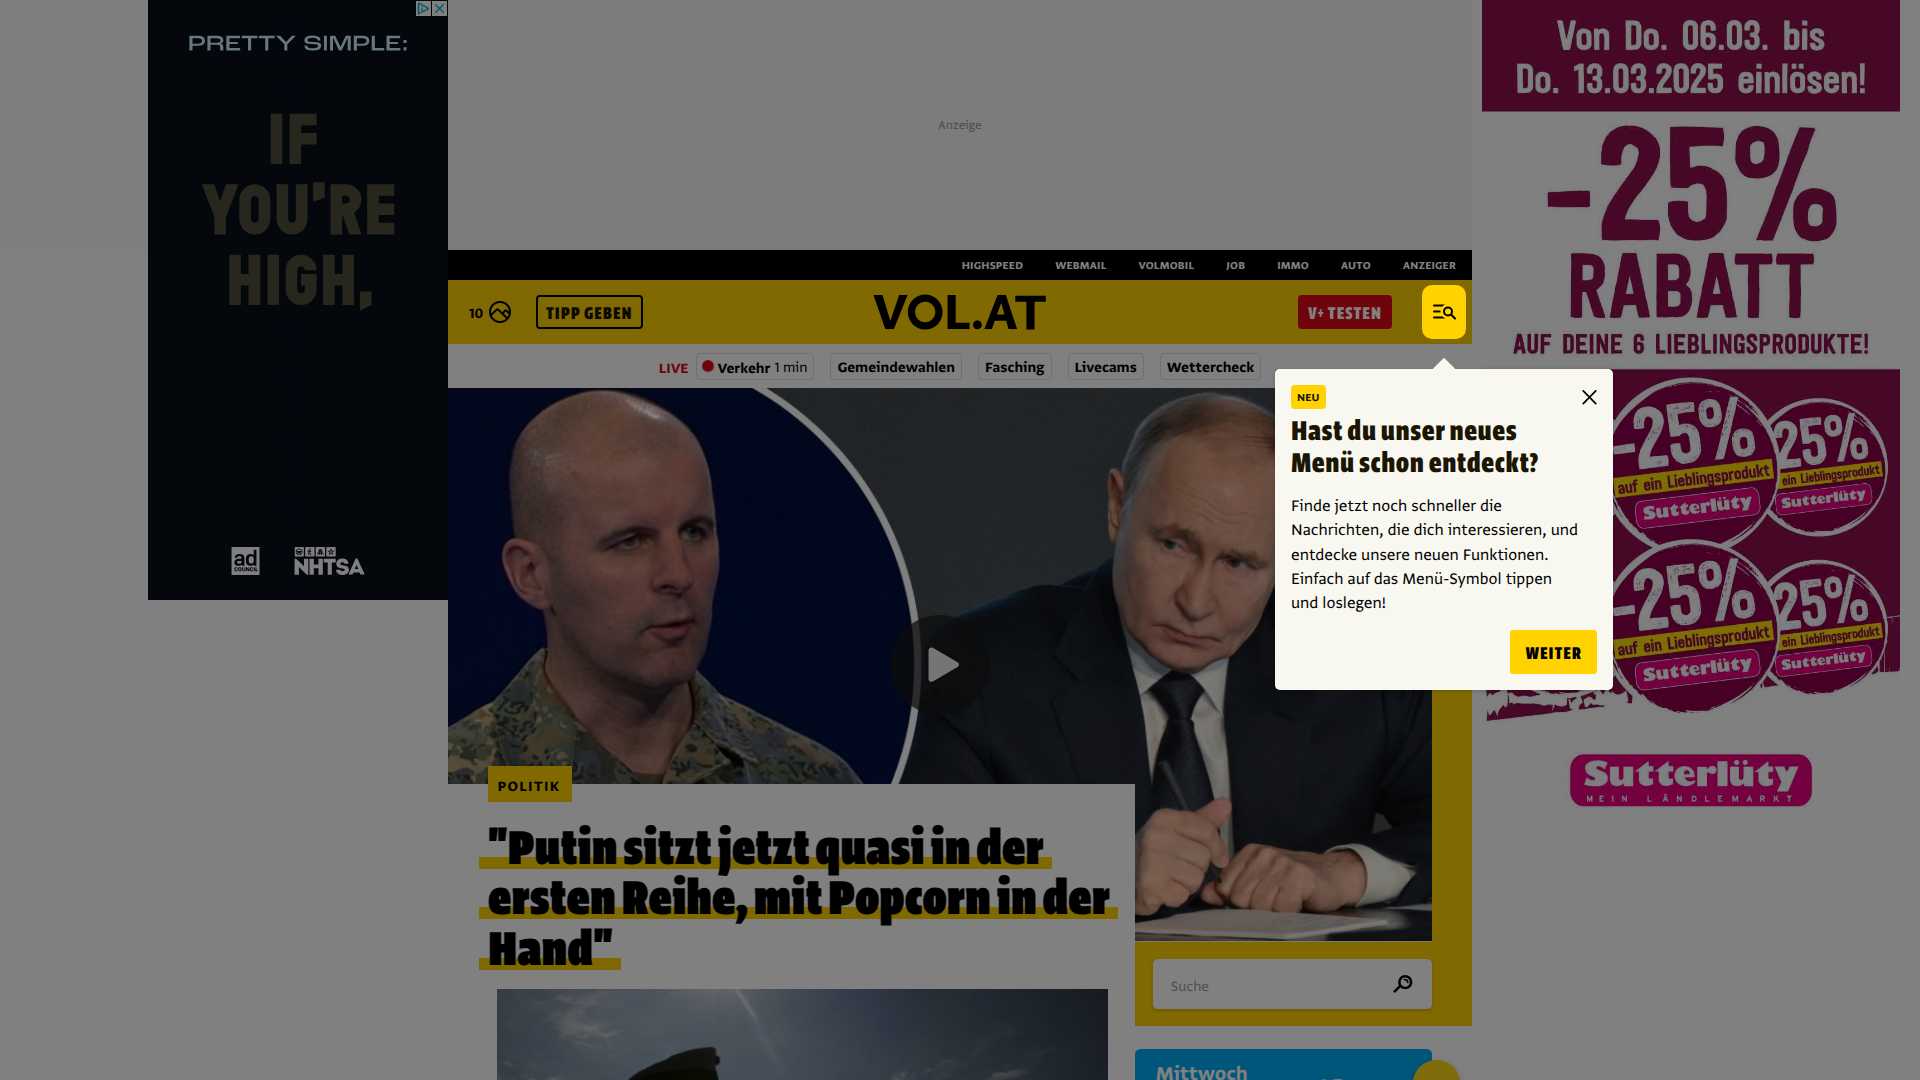 PRETTY SIMPLE:
IF
YOU'RE
HIGH,
ad
COUNCIL
NHTSA
Anzeige
HIGHSPEED WEBMAIL VOLMOBIL JOB IMMO AUTO ANZEIGER
10 TIPP GEBEN VOL.AT V+ TESTEN
LIVE Verkehr 1 min Gemeindewahlen Fasching Livecams Wettercheck
NEU
Hast du unser neues
Menü schon entdeckt?
Finde jetzt noch schneller die
Nachrichten, die dich interessieren, und
entdecke unsere neuen Funktionen.
Einfach auf das Menü-Symbol tippen
und loslegen!
WEITER
POLITIK
"Putin sitzt jetzt quasi in der
ersten Reihe, mit Popcorn in der
Hand"
Suche
Mittwoch
Von Do. 06.03. bis
Do. 13.03.2025 einlösen!
-25%
RABATT
AUF DEINE 6 LIEBLINGSPRODUKTE!
-25%
auf ein Lieblingsprodukt
Sutterlüty
25%
ein Lieblingsprodukt
Sutterlüty
-25%
auf ein Lieblingsprodukt
Sutterlüty
25%
ein Lieblingsprodukt
Sutterlüty
Sutterlüty
MEIN LÄNDLEMARKT